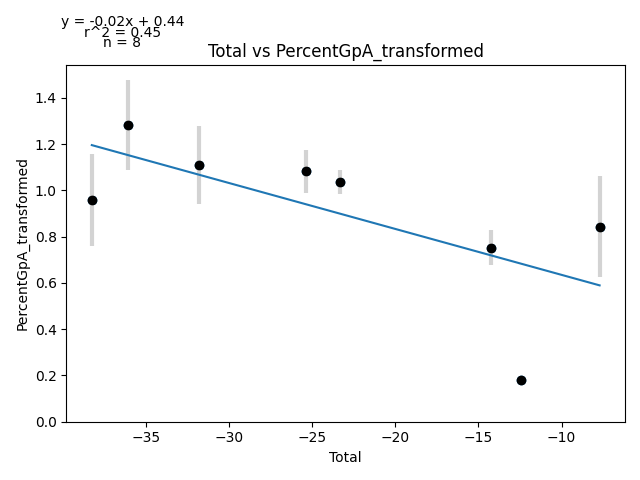 y = -0.02x + 0.44
r^2 = 0.45
n = 8
Total vs PercentGpA_transformed
PercentGpA_transformed
1.4
1.2
1.0
0.8
0.6
0.4
0.2
0.0
−35
−30
−25
−20
−15
−10
Total